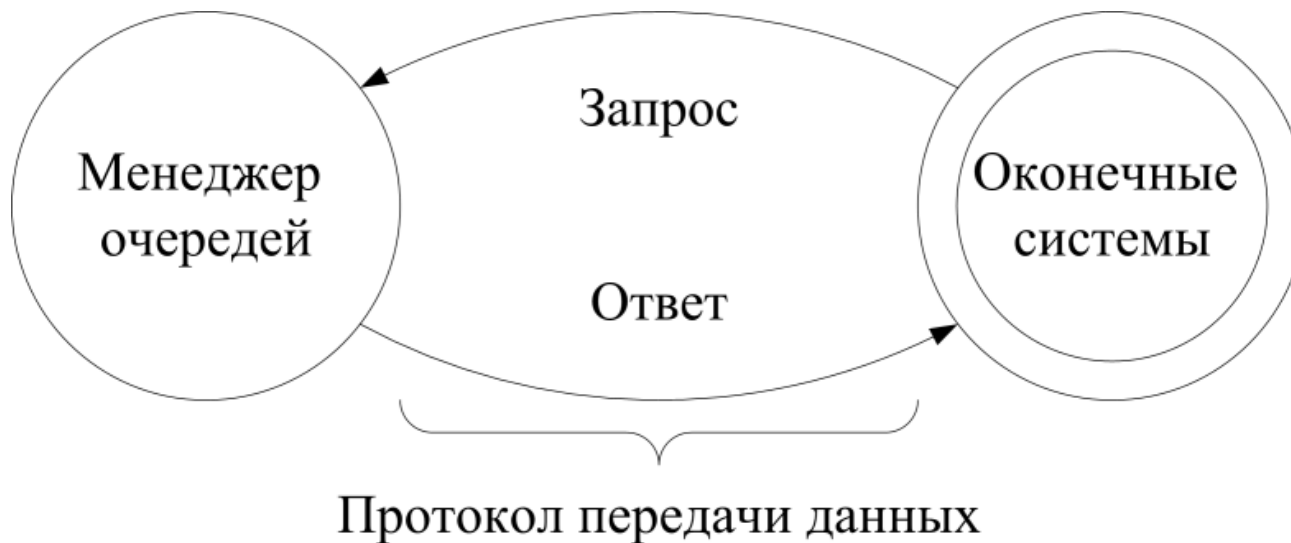 Запрос
Менеджер
очередей
Оконечные
системы
Ответ
Протокол передачи данных